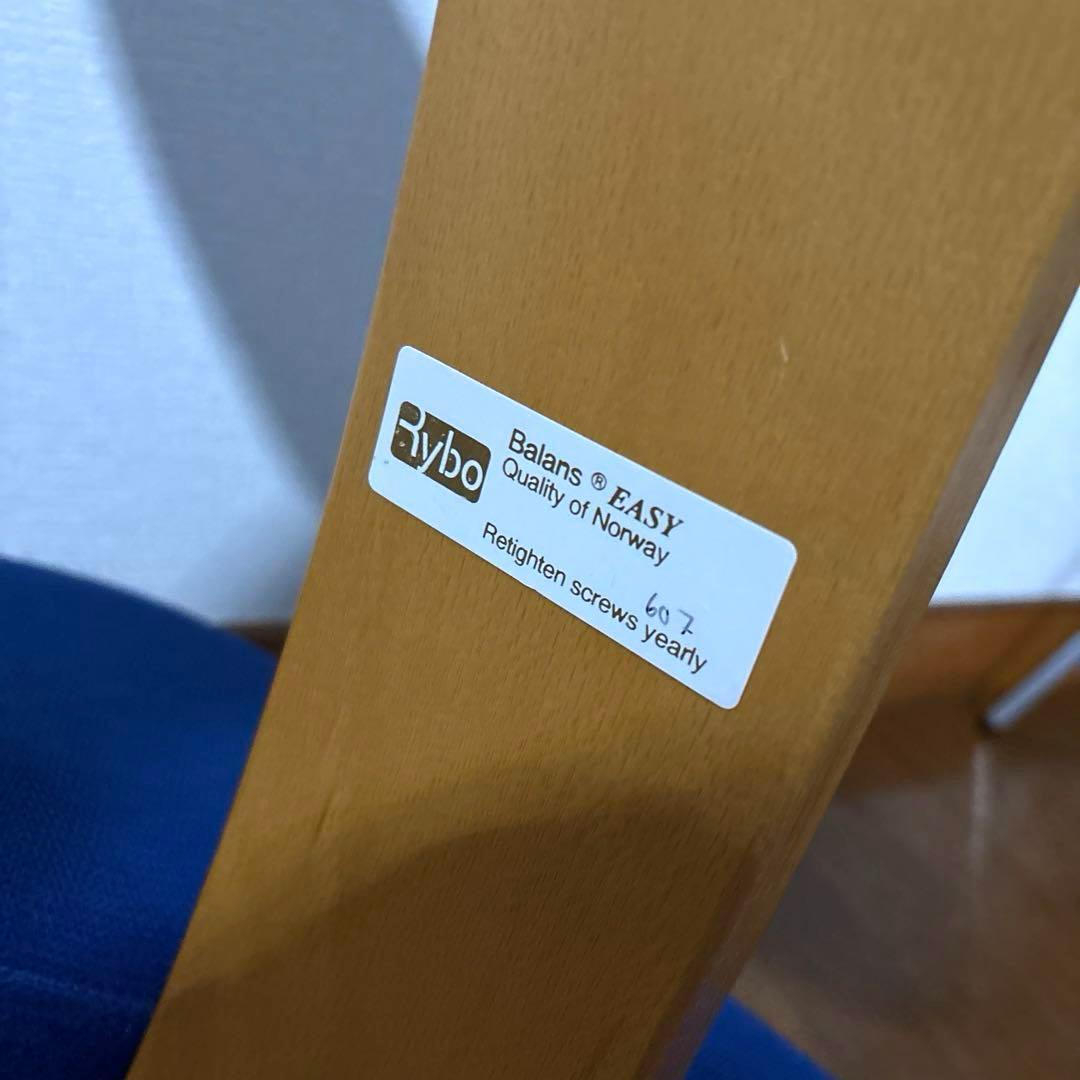 Rybo
Balans ® EASY
Quality of Norway
607
Retighten screws yearly